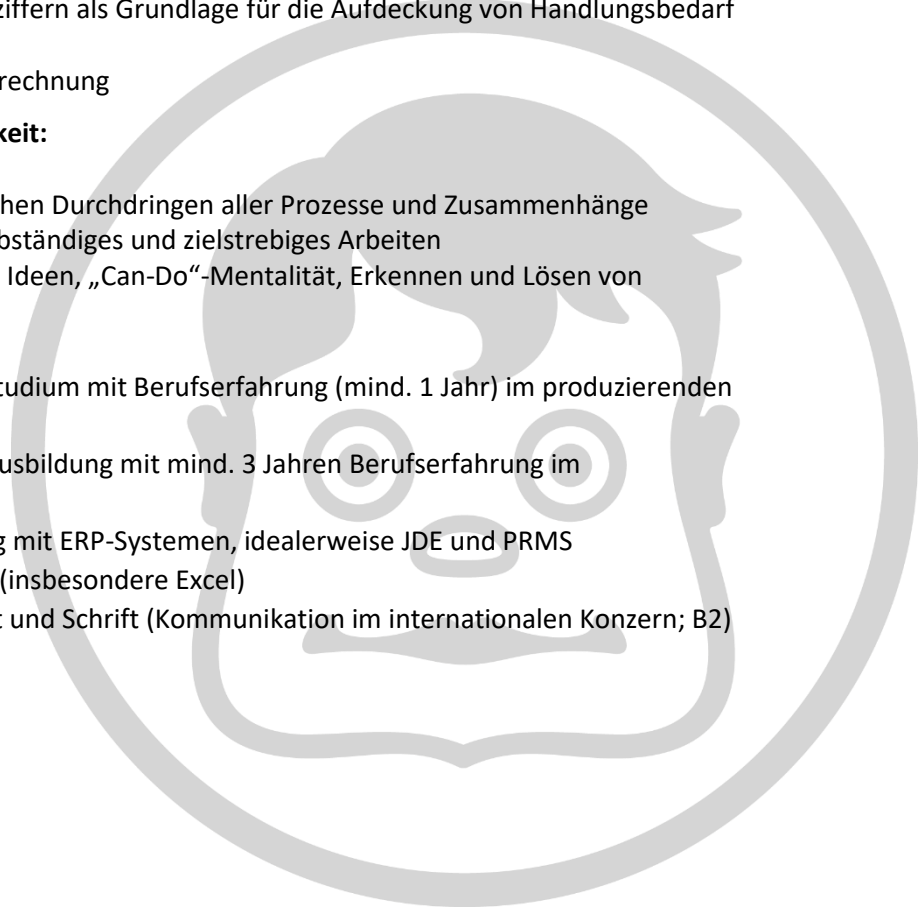 ziffern als Grundlage für die Aufdeckung von Handlungsbedarf
rechnung
keit:
hen Durchdringen aller Prozesse und Zusammenhänge
bständiges und zielstrebiges Arbeiten
Ideen, „Can-Do“-Mentalität, Erkennen und Lösen von
tudium mit Berufserfahrung (mind. 1 Jahr) im produzierenden
usbildung mit mind. 3 Jahren Berufserfahrung im
g mit ERP-Systemen, idealerweise JDE und PRMS
(insbesondere Excel)
t und Schrift (Kommunikation im internationalen Konzern; B2)